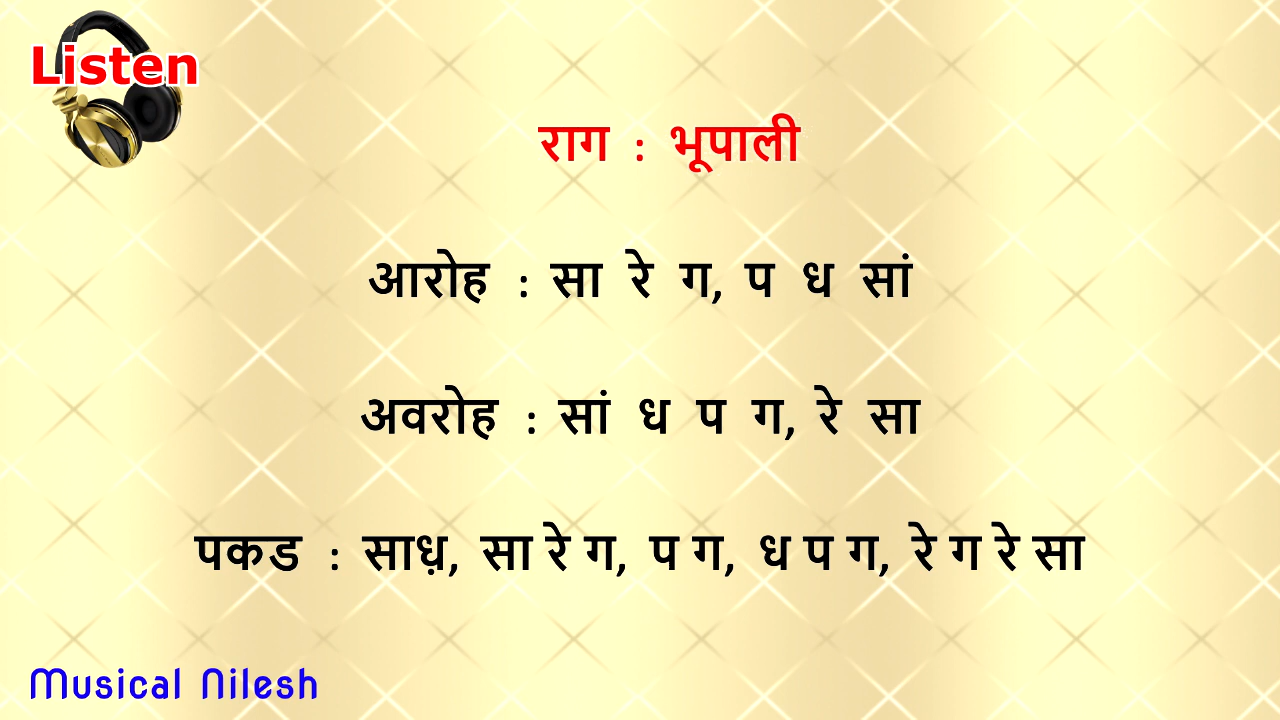 Listen
राग : भूपाली
आरोह : सा रे ग, प ध सां
अवरोह : सां ध प ग, रे सा
पकड : साध़, सा रे ग, प ग, ध प ग, रे ग रे सा
Musical Nilesh